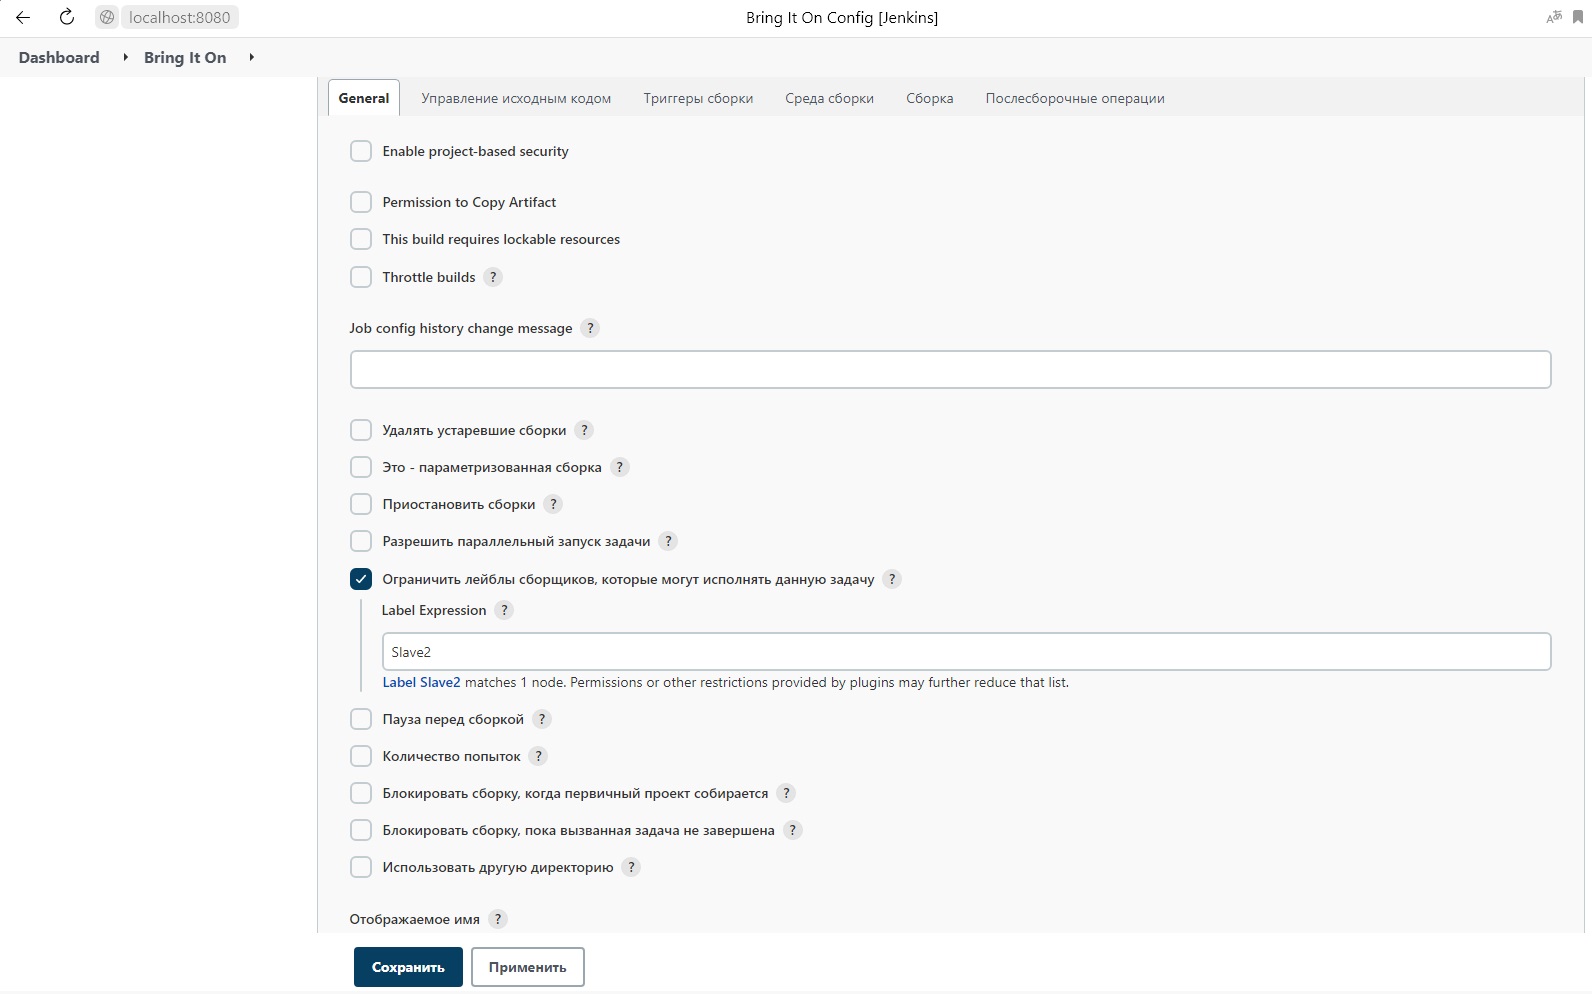 localhost:8080
Bring It On Config [Jenkins]
Dashboard
Bring It On
General
Управление исходным кодом
Триггеры сборки
Среда сборки
Сборка
Послесборочные операции
Enable project-based security
Permission to Copy Artifact
This build requires lockable resources
Throttle builds ?
Job config history change message ?
Удалять устаревшие сборки ?
Это - параметризованная сборка ?
Приостановить сборки ?
Разрешить параллельный запуск задачи ?
Ограничить лейблы сборщиков, которые могут исполнять данную задачу ?
Label Expression ?
Slave2
Label Slave2 matches 1 node. Permissions or other restrictions provided by plugins may further reduce that list.
Пауза перед сборкой ?
Количество попыток ?
Блокировать сборку, когда первичный проект собирается ?
Блокировать сборку, пока вызванная задача не завершена ?
Использовать другую директорию ?
Отображаемое имя ?
Сохранить
Применить